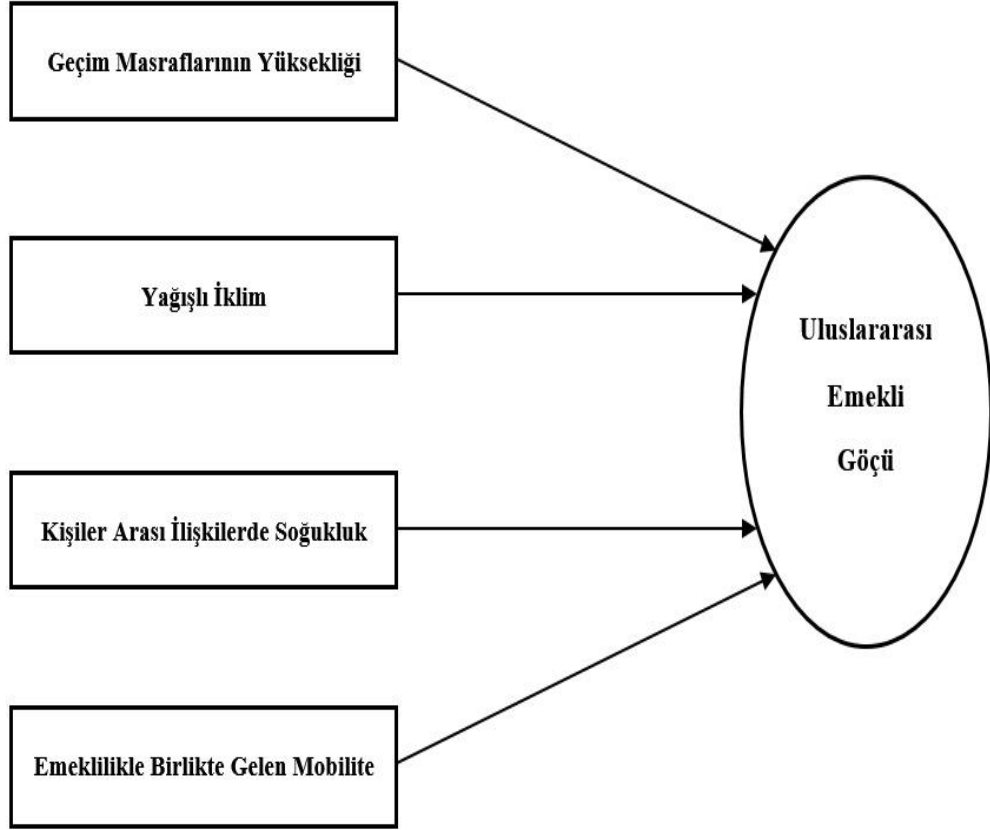 Geçim Masraflarının Yüksekliği
Yağışlı İklim
Kişiler Arası İlişkilerde Soğukluk
Emeklilikle Birlikte Gelen Mobilite
Uluslararası
Emekli
Göçü